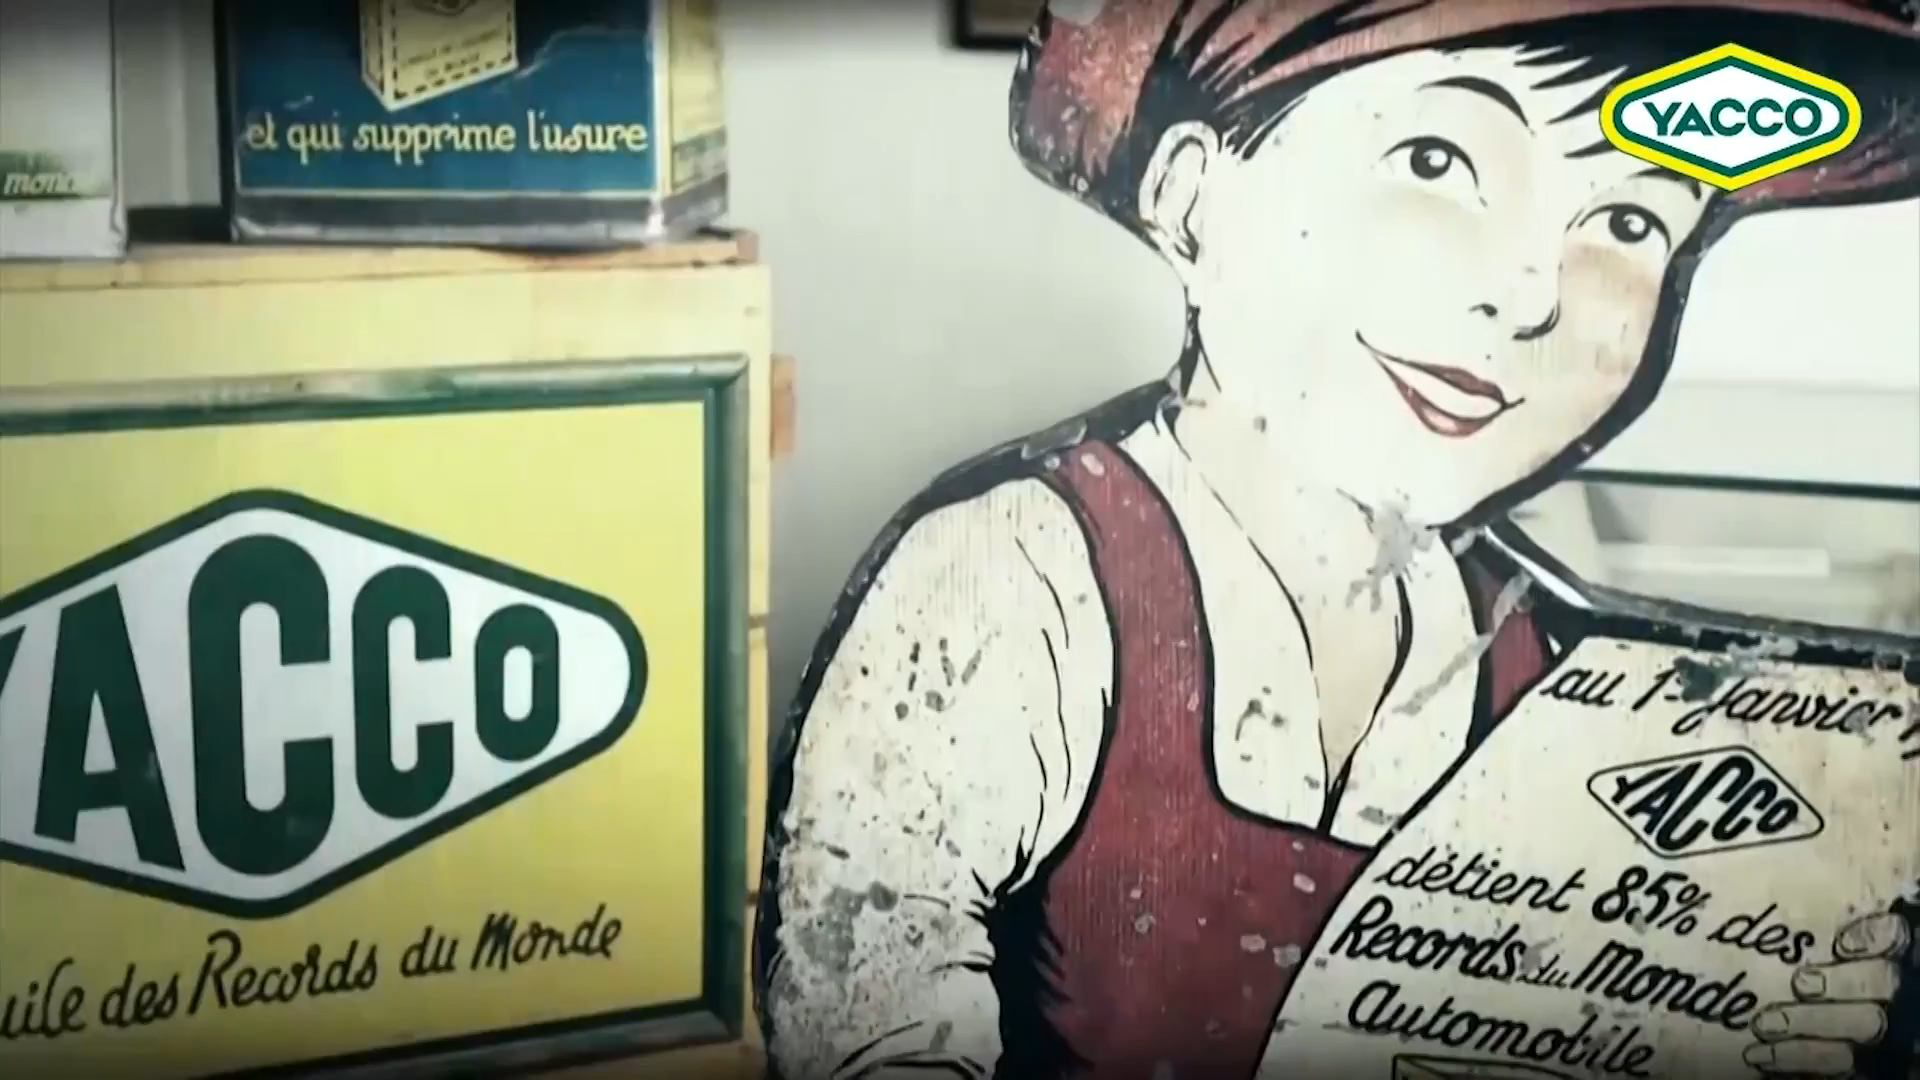 et qui supprime l'usure
YACCO
au 1er Janvier
YACCO
détient 85% des
Records du Monde
Automobile
YACCO
des Records du Monde